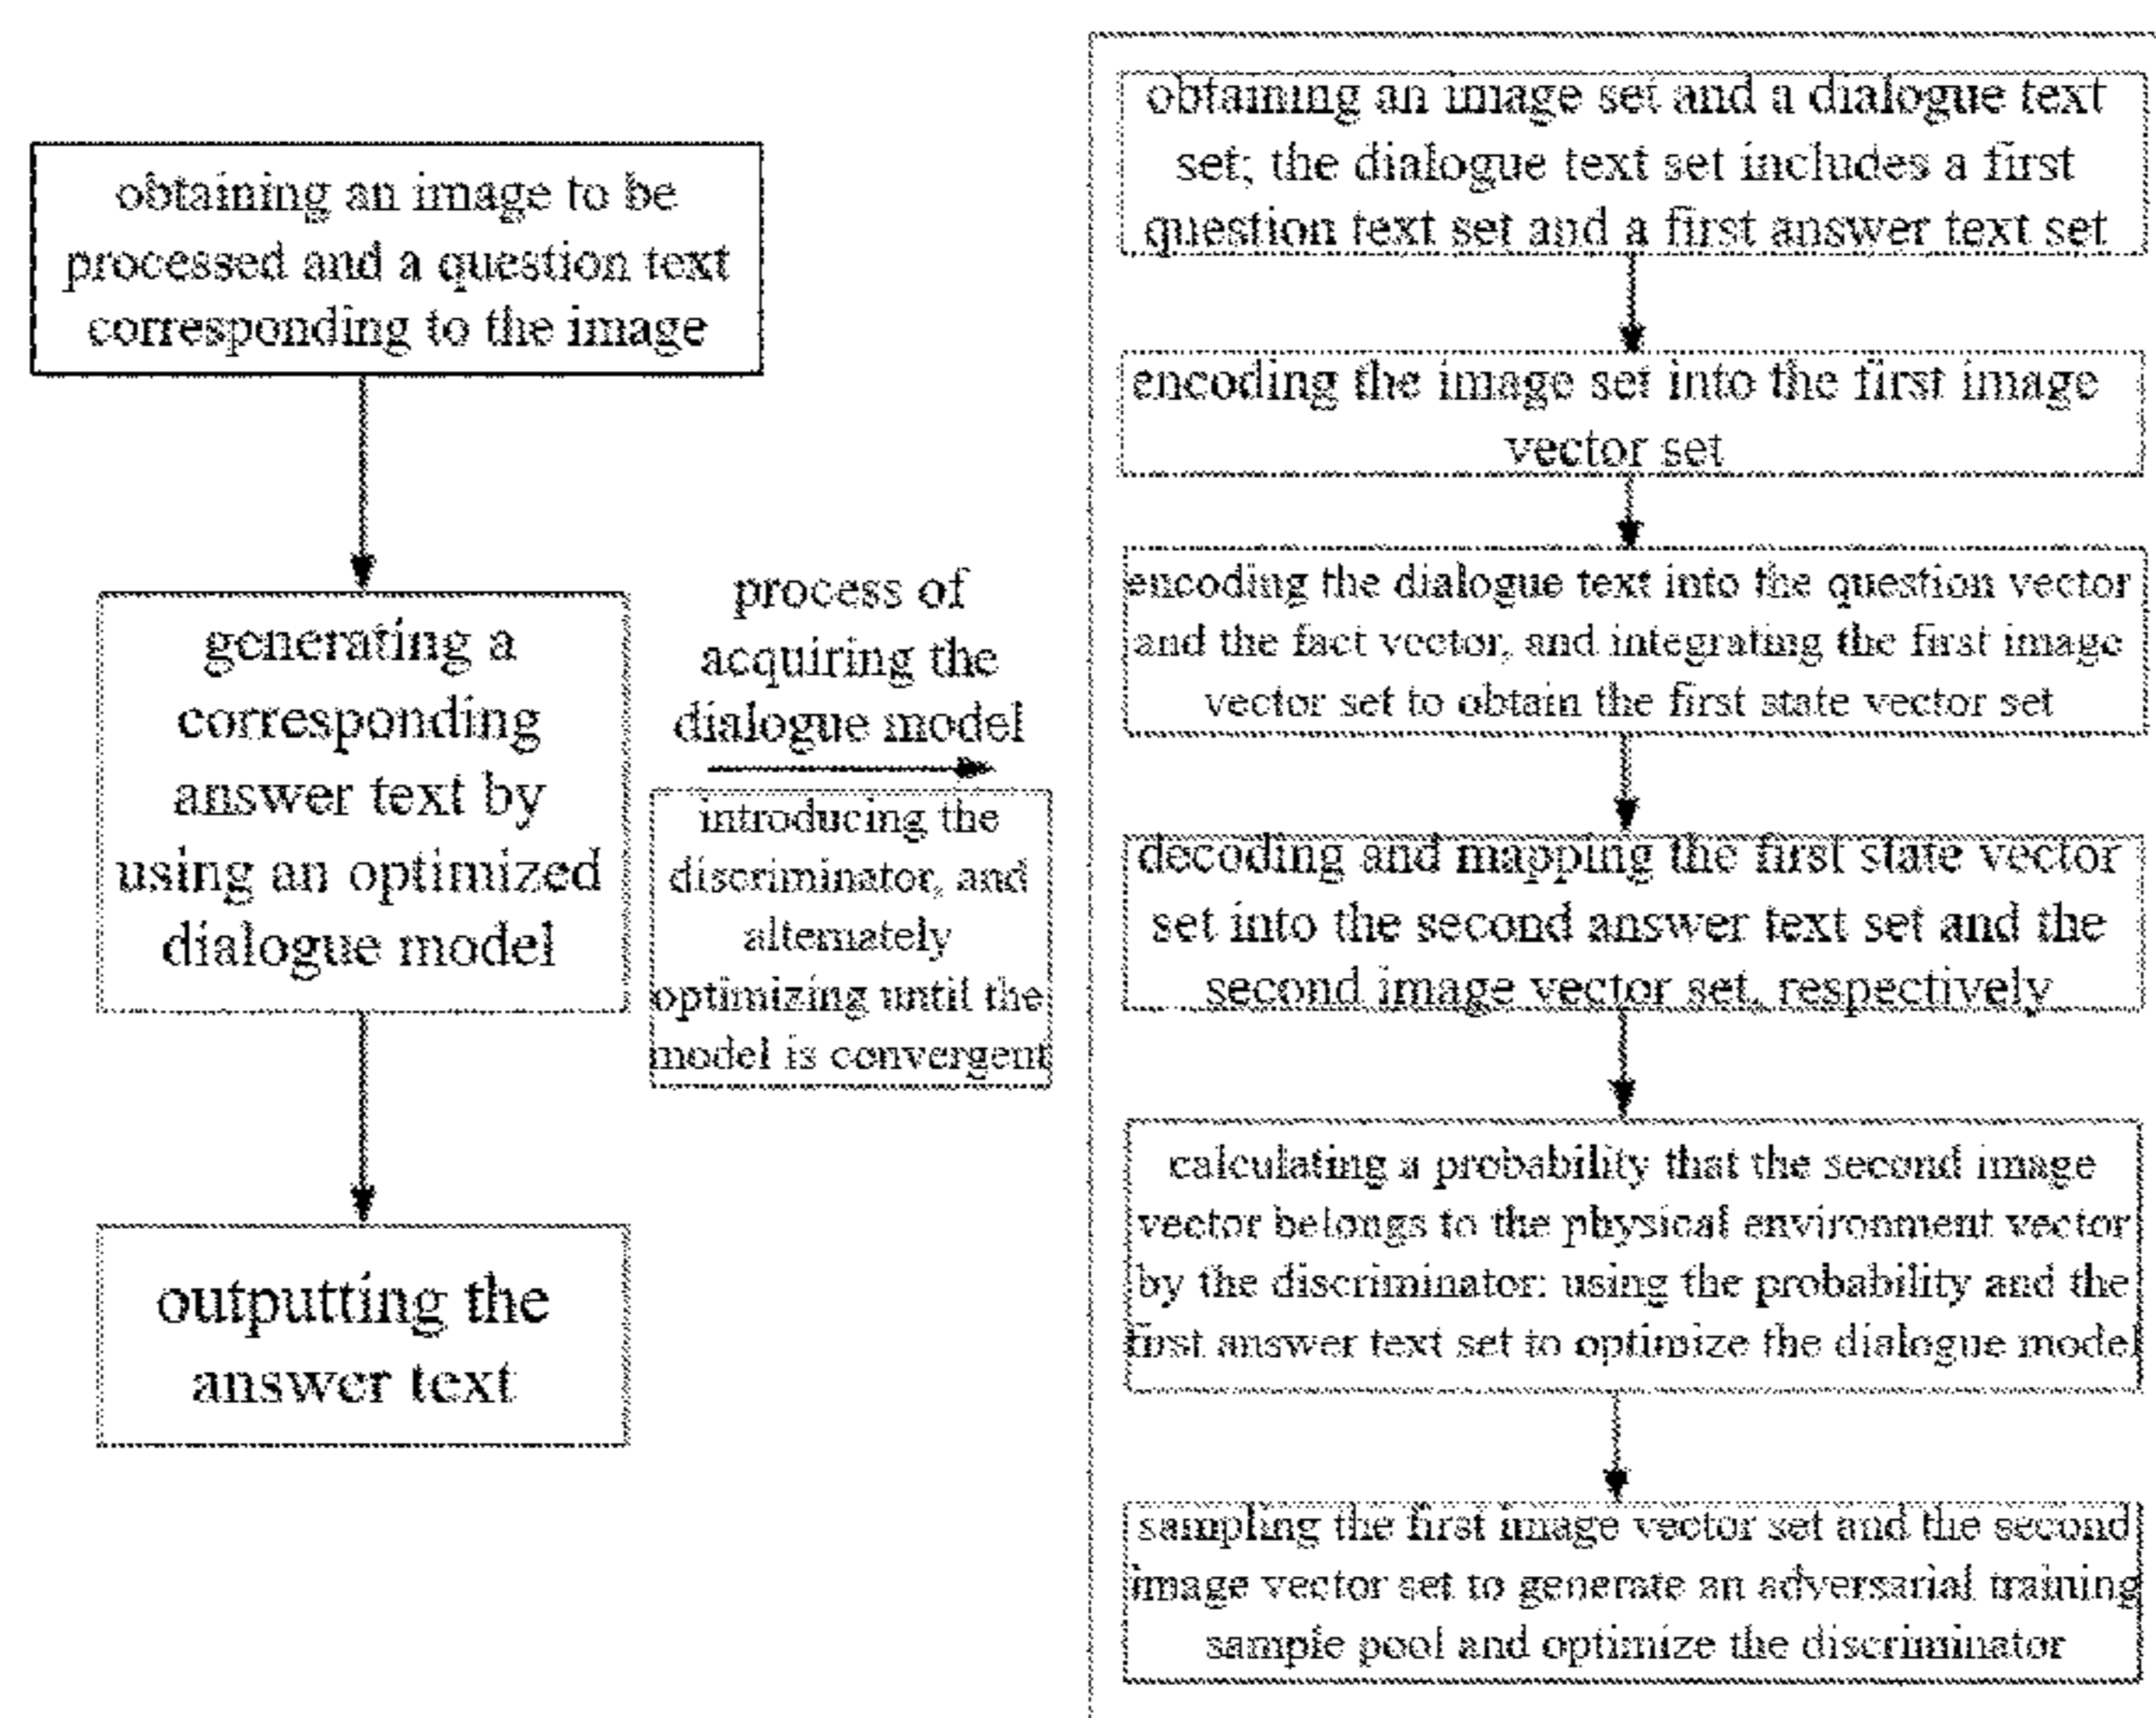 obtaining an image to be
processed and a question text
corresponding to the image
generating a
corresponding
answer text by
using an optimized
dialogue model
outputting the
answer text
process of
acquiring the
dialogue model
introducing the
discriminator, and
alternately
optimizing until the
model is convergent
obtaining an image set and a dialogue text
set; the dialogue text set includes a first
question text set and a first answer text set
encoding the image set into the first image
vector set
encoding the dialogue text into the question vector
and the fact vector, and integrating the first image
vector set to obtain the first state vector set
decoding and mapping the first state vector
set into the second answer text set and the
second image vector set, respectively
calculating a probability that the second image
vector belongs to the physical environment vector
by the discriminator: using the probability and the
first answer text set to optimize the dialogue model
sampling the first image vector set and the second
image vector set to generate an adversarial training
sample pool and optimize the discriminator